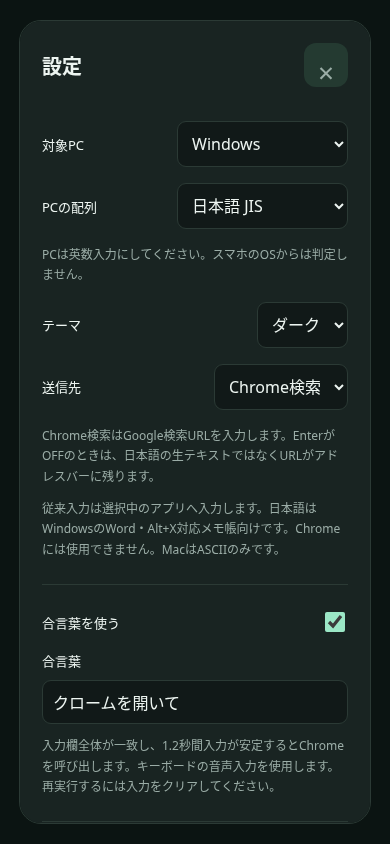 設定
×
対象PC
Windows
PCの配列
日本語 JIS
PCは英数入力にしてください。スマホのOSからは判定し
ません。
テーマ
ダーク
送信先
Chrome検索
Chrome検索はGoogle検索URLを入力します。Enterが
OFFのときは、日本語の生テキストではなくURLがアド
レスバーに残ります。
従来入力は選択中のアプリへ入力します。日本語は
WindowsのWord・Alt+X対応メモ帳向けです。Chrome
には使用できません。MacはASCIIのみです。
合言葉を使う
合言葉
クロームを開いて
入力欄全体が一致し、1.2秒間入力が安定するとChrome
を呼び出します。キーボードの音声入力を使用します。
再実行するには入力をクリアしてください。